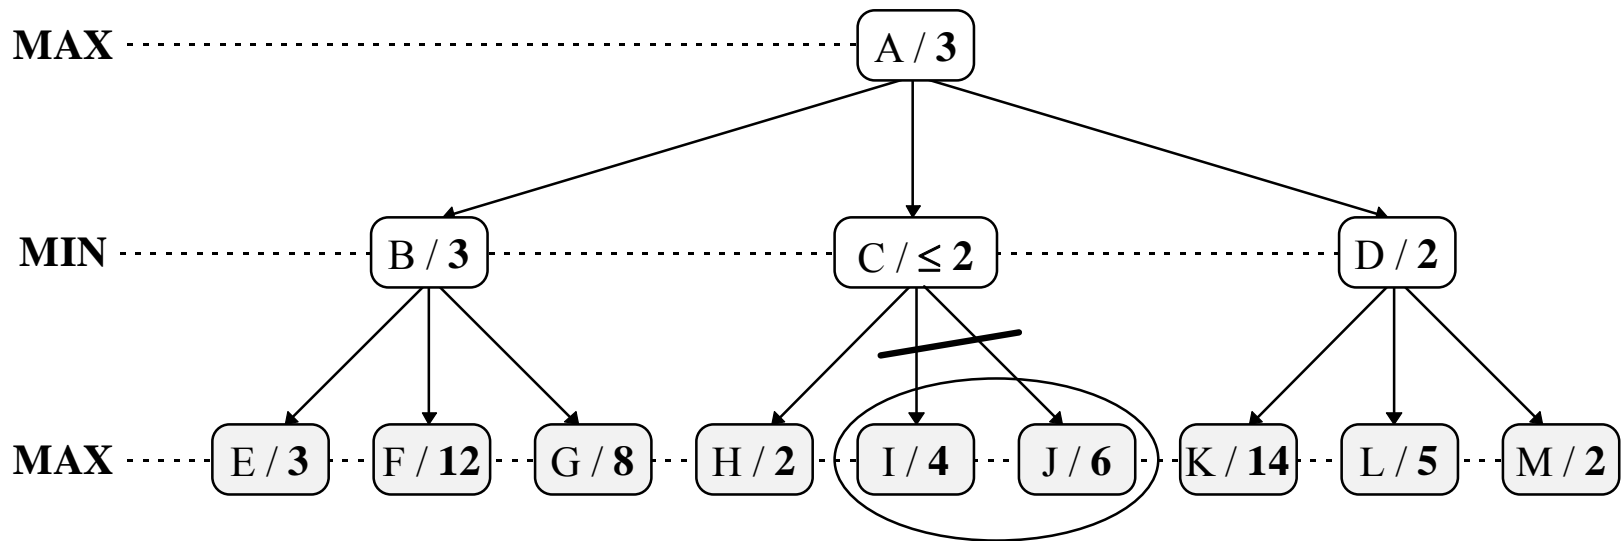 MAX A / 3
MIN B / 3 C / ≤ 2 D / 2
MAX E / 3 F / 12 G / 8 H / 2 I / 4 J / 6 K / 14 L / 5 M / 2